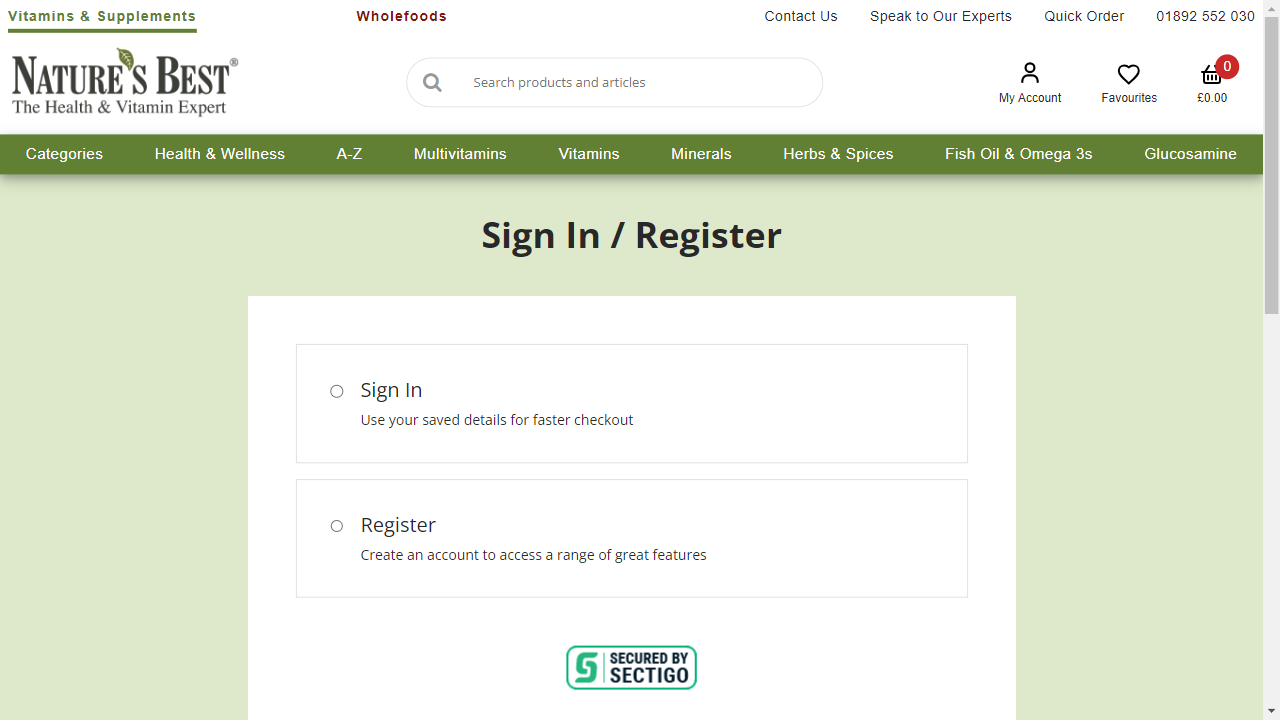 Vitamins & Supplements
Wholefoods
Contact Us
Speak to Our Experts
Quick Order
01892 552 030
NATURE'S BEST®
The Health & Vitamin Expert
Search products and articles
My Account
Favourites
0
£0.00
Categories
Health & Wellness
A-Z
Multivitamins
Vitamins
Minerals
Herbs & Spices
Fish Oil & Omega 3s
Glucosamine
Sign In / Register
Sign In
Use your saved details for faster checkout
Register
Create an account to access a range of great features
SECURED BY
SECTIGO